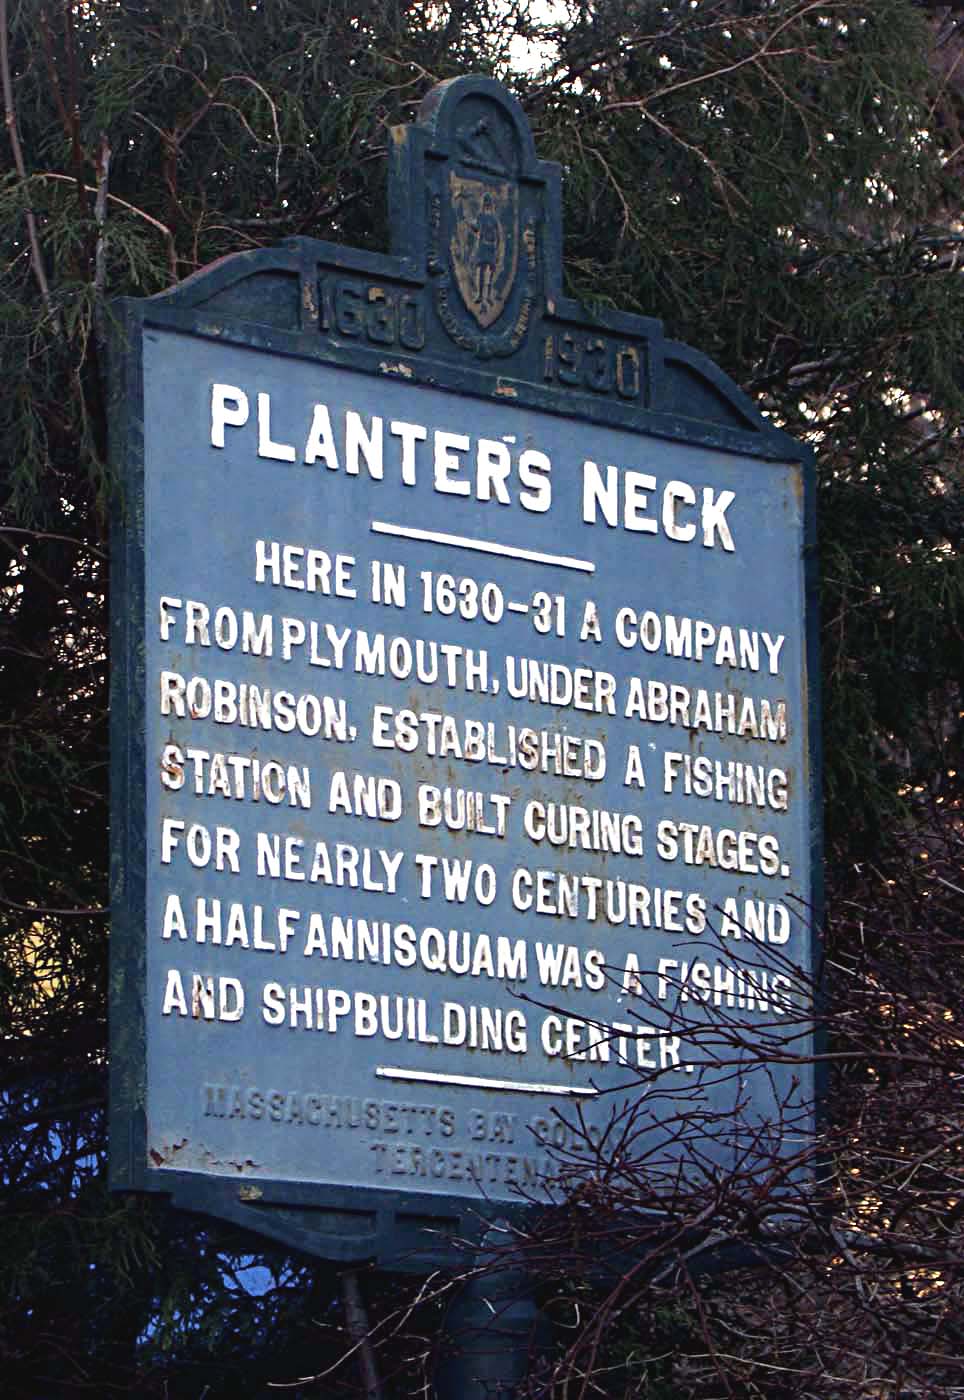 1630 1930
PLANTERS NECK
HERE IN 1630-31 A COMPANY
FROM PLYMOUTH, UNDER ABRAHAM
ROBINSON, ESTABLISHED A FISHING
STATION AND BUILT CURING STAGES.
FOR NEARLY TWO CENTURIES AND
A HALF ANNISQUAM WAS A FISHING
AND SHIPBUILDING CENTER.
MASSACHUSETTS BAY